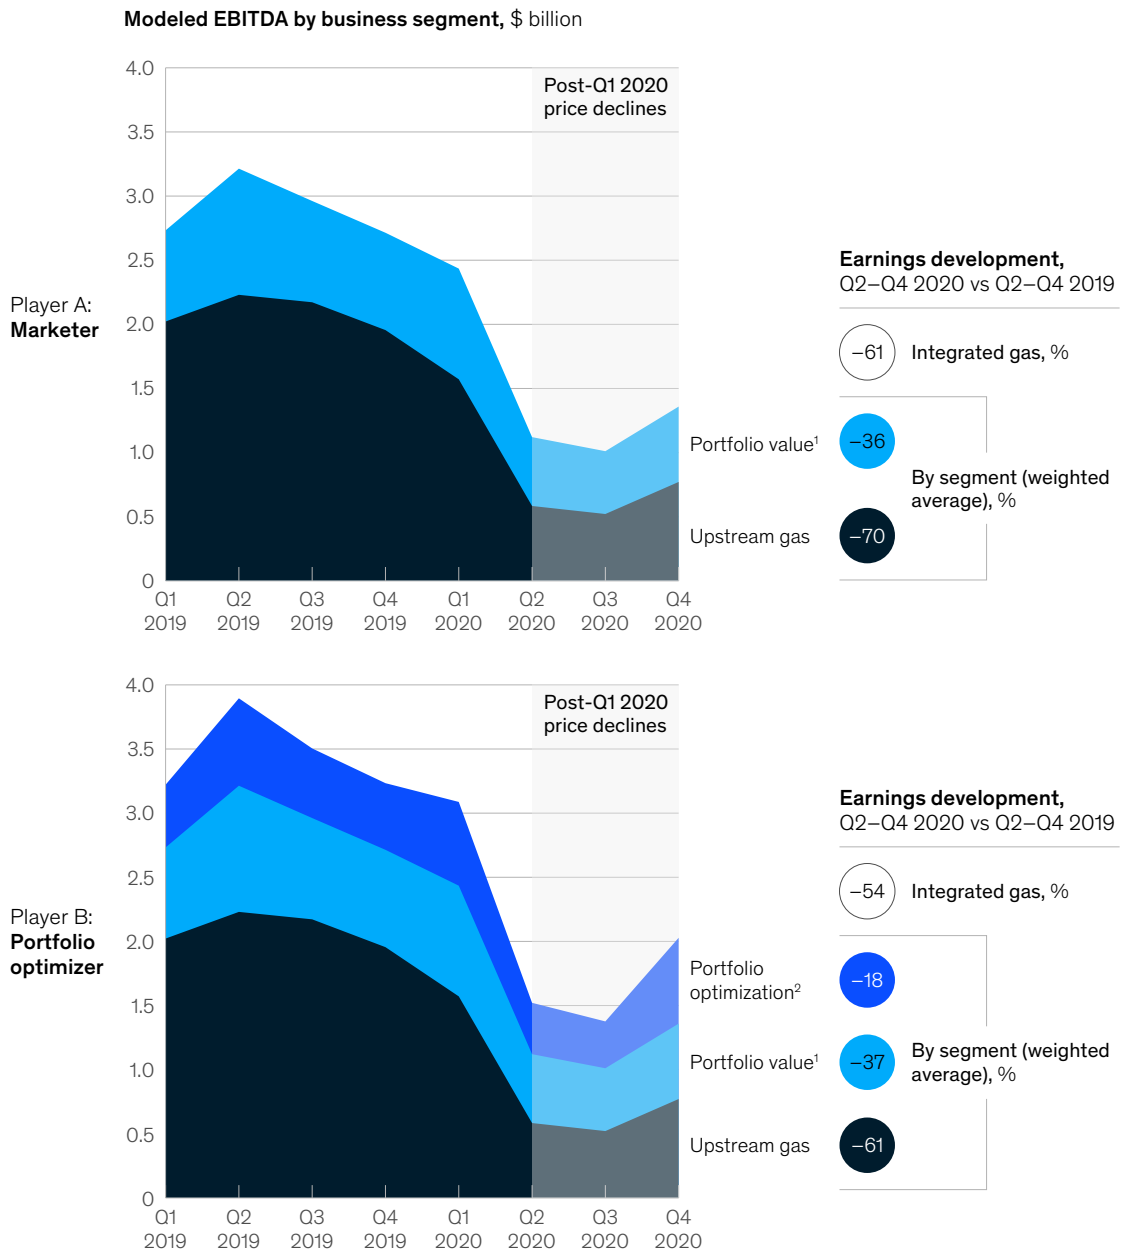 Modeled EBITDA by business segment, $ billion
4.0
3.5
3.0
2.5
2.0
1.5
1.0
0.5
0
Post-Q1 2020
price declines
Player A:
Marketer
Q1
2019
Q2
2019
Q3
2019
Q4
2019
Q1
2020
Q2
2020
Q3
2020
Q4
2020
Portfolio value¹
Upstream gas
Earnings development,
Q2–Q4 2020 vs Q2–Q4 2019
–61
Integrated gas, %
–36
–70
By segment (weighted
average), %
4.0
3.5
3.0
2.5
2.0
1.5
1.0
0.5
0
Post-Q1 2020
price declines
Player B:
Portfolio
optimizer
Q1
2019
Q2
2019
Q3
2019
Q4
2019
Q1
2020
Q2
2020
Q3
2020
Q4
2020
Portfolio
optimization²
Portfolio value¹
Upstream gas
Earnings development,
Q2–Q4 2020 vs Q2–Q4 2019
–54
Integrated gas, %
–18
–37
–61
By segment (weighted
average), %